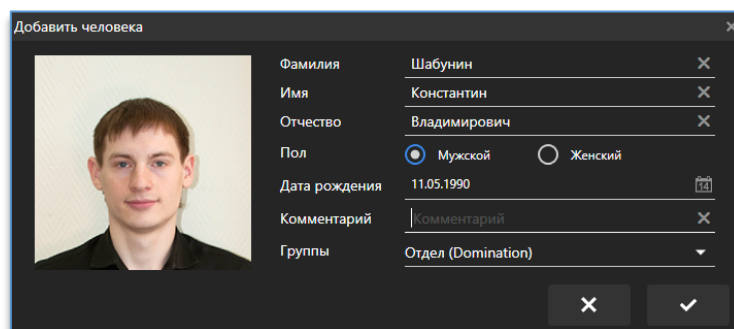 Добавить человека
Фамилия Шабунин
Имя Константин
Отчество Владимирович
Пол Мужской Женский
Дата рождения 11.05.1990 14
Комментарий Комментарий
Группы Отдел (Domination)